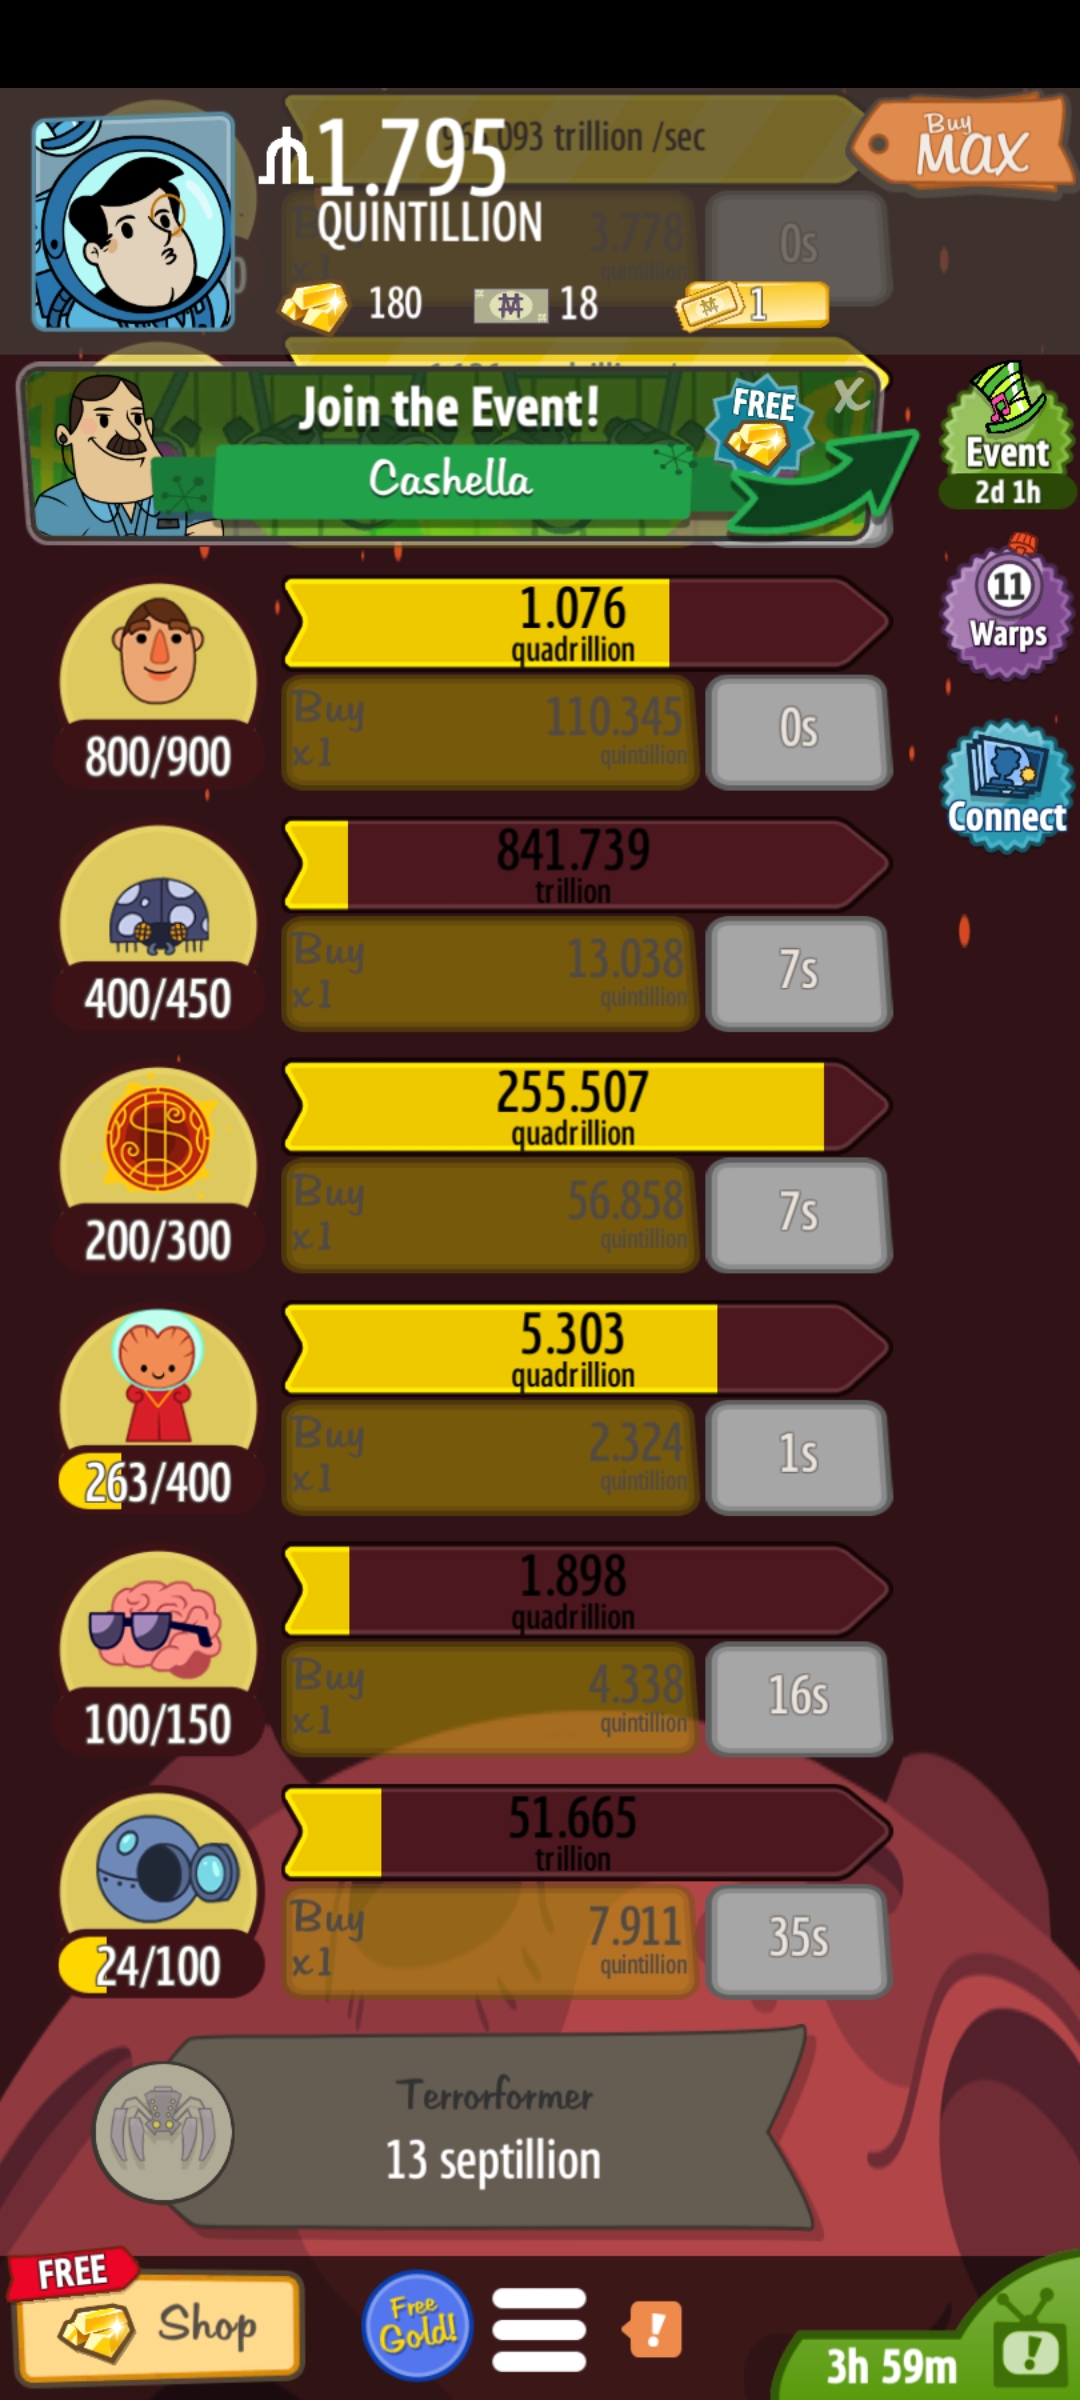 1.795
QUINTILLION
093 trillion /sec
Buy
MAX
3.778
quintillion
0s
180
18
1
Join the Event!
Cashella
FREE
X
Event
2d 1h
11
Warps
Connect
1.076
quadrillion
Buy
x1
110.345
quintillion
0s
800/900
841.739
trillion
Buy
x1
13.038
quintillion
7s
400/450
255.507
quadrillion
Buy
x1
56.858
quintillion
7s
200/300
5.303
quadrillion
Buy
x1
2.324
quintillion
1s
263/400
1.898
quadrillion
Buy
x1
4.338
quintillion
16s
100/150
51.665
trillion
Buy
x1
7.911
quintillion
35s
24/100
Terrorformer
13 septillion
FREE
Shop
Free
Gold!
!
3h 59m
!